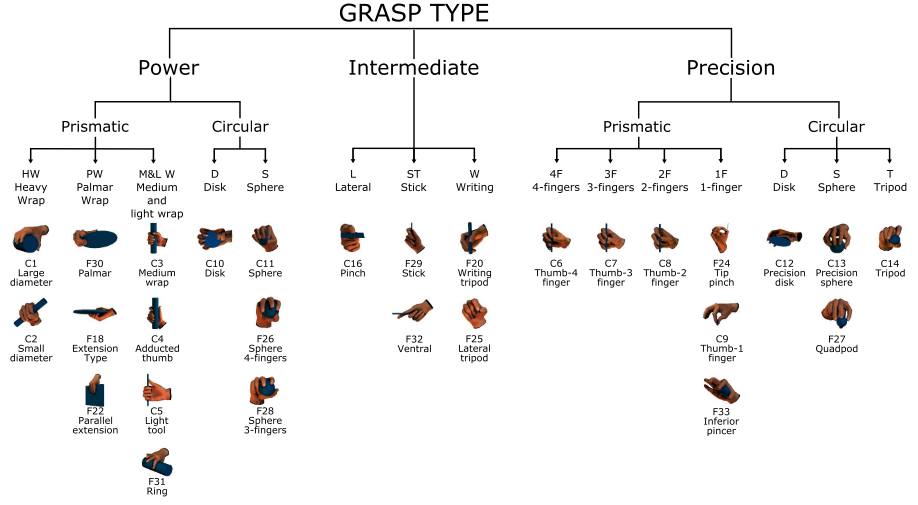 GRASP TYPE
Power
Intermediate
Precision
Prismatic
Circular
Prismatic
Circular
HW
Heavy
Wrap
PW
Palmar
Wrap
M&L W
Medium
and
light wrap
D
Disk
S
Sphere
L
Lateral
ST
Stick
W
Writing
4F
4-fingers
3F
3-fingers
2F
2-fingers
1F
1-finger
D
Disk
S
Sphere
T
Tripod
C1
Large
diameter
F30
Palmar
C3
Medium
wrap
C10
Disk
C11
Sphere
C16
Pinch
F29
Stick
F20
Writing
tripod
C6
Thumb-4
finger
C7
Thumb-3
finger
C8
Thumb-2
finger
F24
Tip
pinch
C12
Precision
disk
C13
Precision
sphere
C14
Tripod
C2
Small
diameter
F18
Extension
Type
C4
Adducted
thumb
F26
Sphere
4-fingers
F32
Ventral
F25
Lateral
tripod
C9
Thumb-1
finger
F27
Quadpod
F22
Parallel
extension
C5
Light
tool
F28
Sphere
3-fingers
F33
Inferior
pincer
F31
Ring